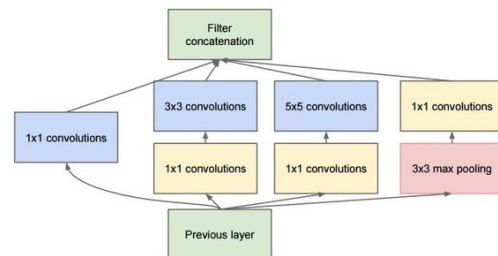 Filter
concatenation
3x3 convolutions
5x5 convolutions
1x1 convolutions
1x1 convolutions
1x1 convolutions
1x1 convolutions
3x3 max pooling
Previous layer